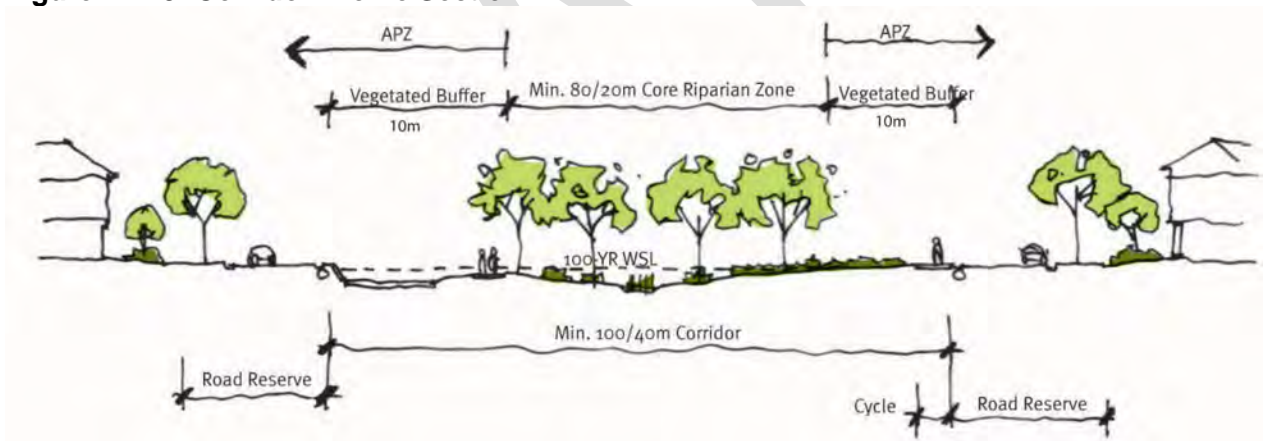 APZ
APZ
Vegetated Buffer
Min. 80/20m Core Riparian Zone
Vegetated Buffer
10m
10m
100-YR WSL
Min. 100/40m Corridor
Road Reserve
Cycle
Road Reserve